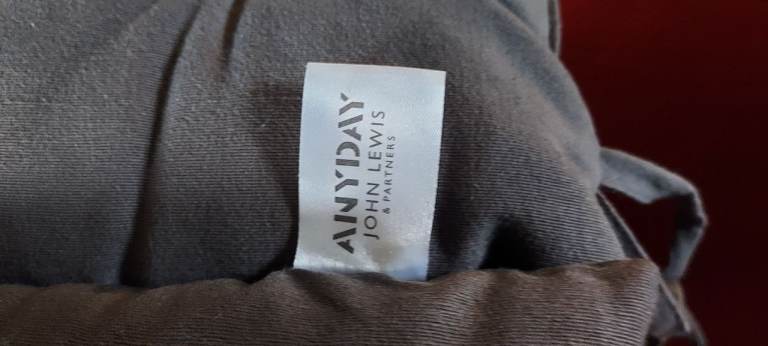 ANYDAY
JOHN LEWIS
& PARTNERS